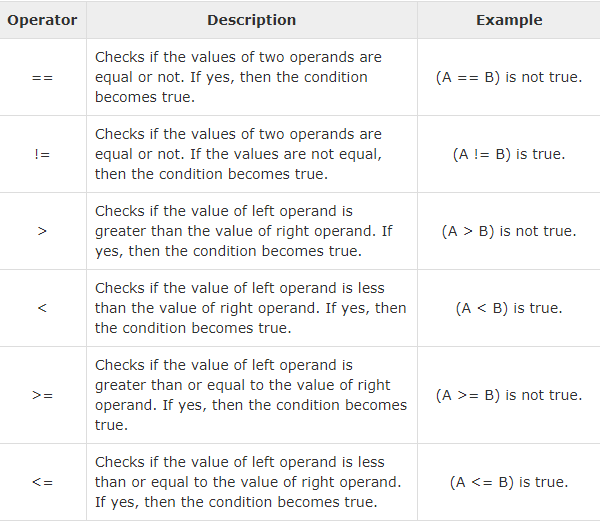 Operator Description Example
==
Checks if the values of two operands are
equal or not. If yes, then the condition
becomes true.
(A == B) is not true.
!=
Checks if the values of two operands are
equal or not. If the values are not equal,
then the condition becomes true.
(A != B) is true.
>
Checks if the value of left operand is
greater than the value of right operand. If
yes, then the condition becomes true.
(A > B) is not true.
<
Checks if the value of left operand is less
than the value of right operand. If yes, then
the condition becomes true.
(A < B) is true.
>=
Checks if the value of left operand is
greater than or equal to the value of right
operand. If yes, then the condition becomes
true.
(A >= B) is not true.
<=
Checks if the value of left operand is less
than or equal to the value of right operand.
If yes, then the condition becomes true.
(A <= B) is true.